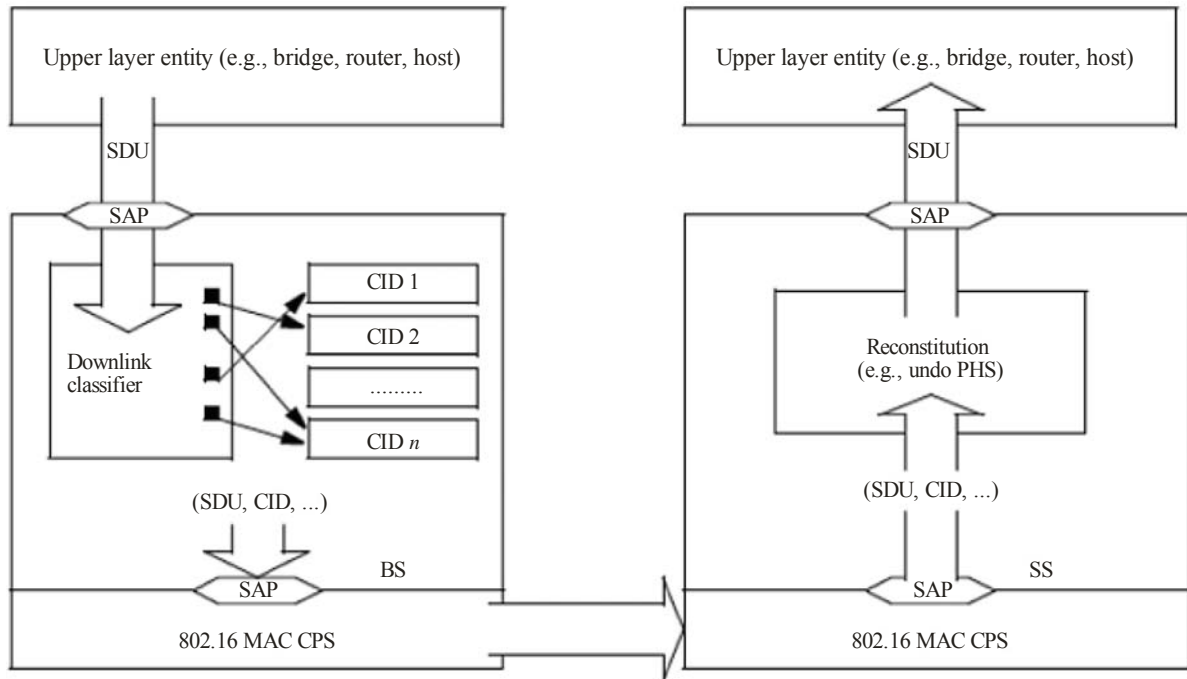 Upper layer entity (e.g., bridge, router, host)
SDU
SAP
Downlink
classifier
CID 1
CID 2
.........
CID n
(SDU, CID, ...)
SAP
BS
802.16 MAC CPS
Upper layer entity (e.g., bridge, router, host)
SDU
SAP
Reconstitution
(e.g., undo PHS)
(SDU, CID, ...)
SAP
SS
802.16 MAC CPS